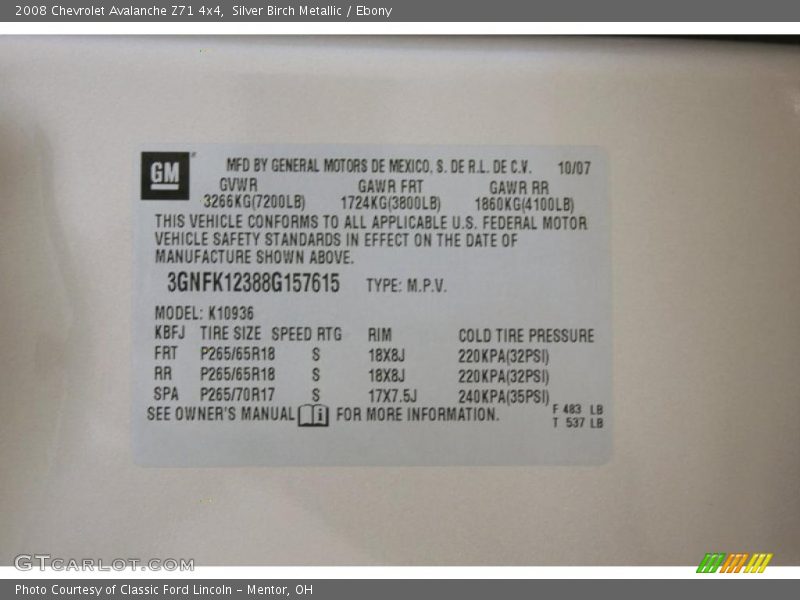 2008 Chevrolet Avalanche Z71 4x4, Silver Birch Metallic / Ebony
GM MFD BY GENERAL MOTORS DE MEXICO, S. DE R.L. DE C.V. 10/07
GVWR GAWR FRT GAWR RR
3266KG(7200LB) 1724KG(3800LB) 1860KG(4100LB)
THIS VEHICLE CONFORMS TO ALL APPLICABLE U.S. FEDERAL MOTOR
VEHICLE SAFETY STANDARDS IN EFFECT ON THE DATE OF
MANUFACTURE SHOWN ABOVE.
3GNFK12388G157615 TYPE: M.P.V.
MODEL: K10936
KBFJ TIRE SIZE SPEED RTG RIM COLD TIRE PRESSURE
FRT P265/65R18 S 18X8J 220KPA(32PSI)
RR P265/65R18 S 18X8J 220KPA(32PSI)
SPA P265/70R17 S 17X7.5J 240KPA(35PSI)
SEE OWNER'S MANUAL i FOR MORE INFORMATION.
F 483 LB
T 537 LB
GTCARLOT.COM
Photo Courtesy of Classic Ford Lincoln - Mentor, OH